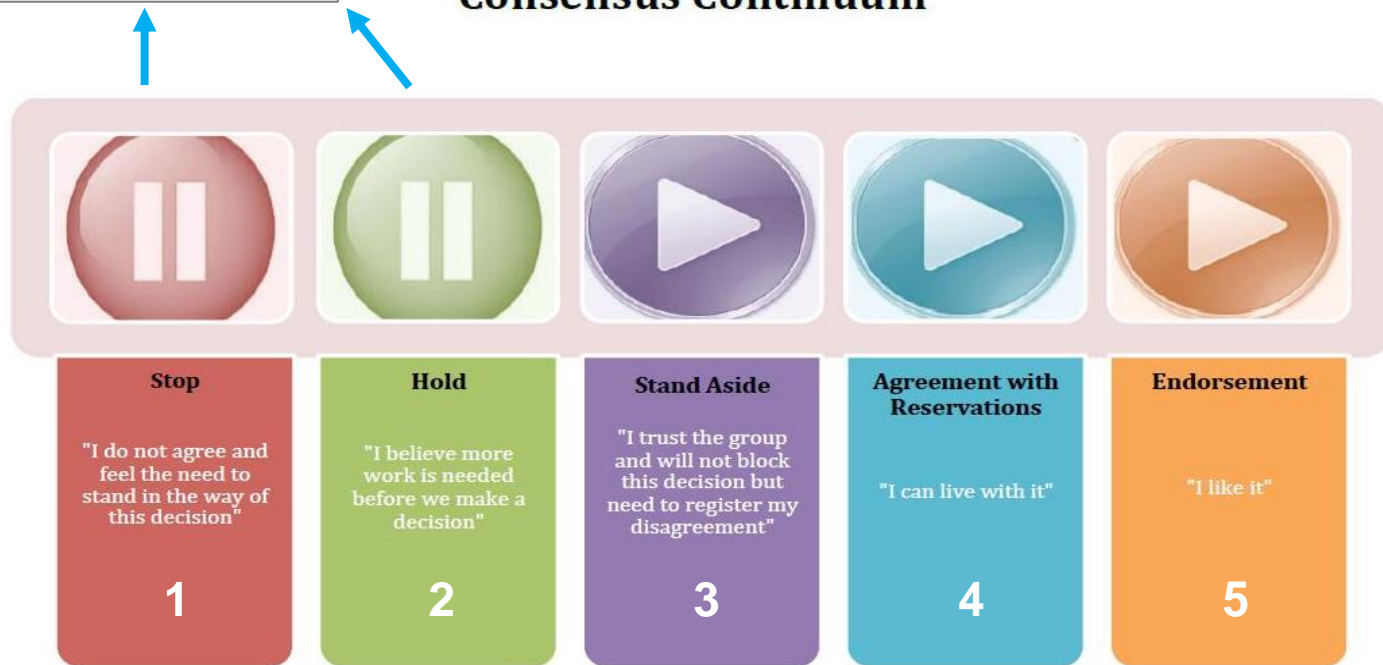 Consensus Continuum
Stop
"I do not agree and
feel the need to
stand in the way of
this decision"
1
Hold
"I believe more
work is needed
before we make a
decision"
2
Stand Aside
"I trust the group
and will not block
this decision but
need to register my
disagreement"
3
Agreement with
Reservations
"I can live with it"
4
Endorsement
"I like it"
5